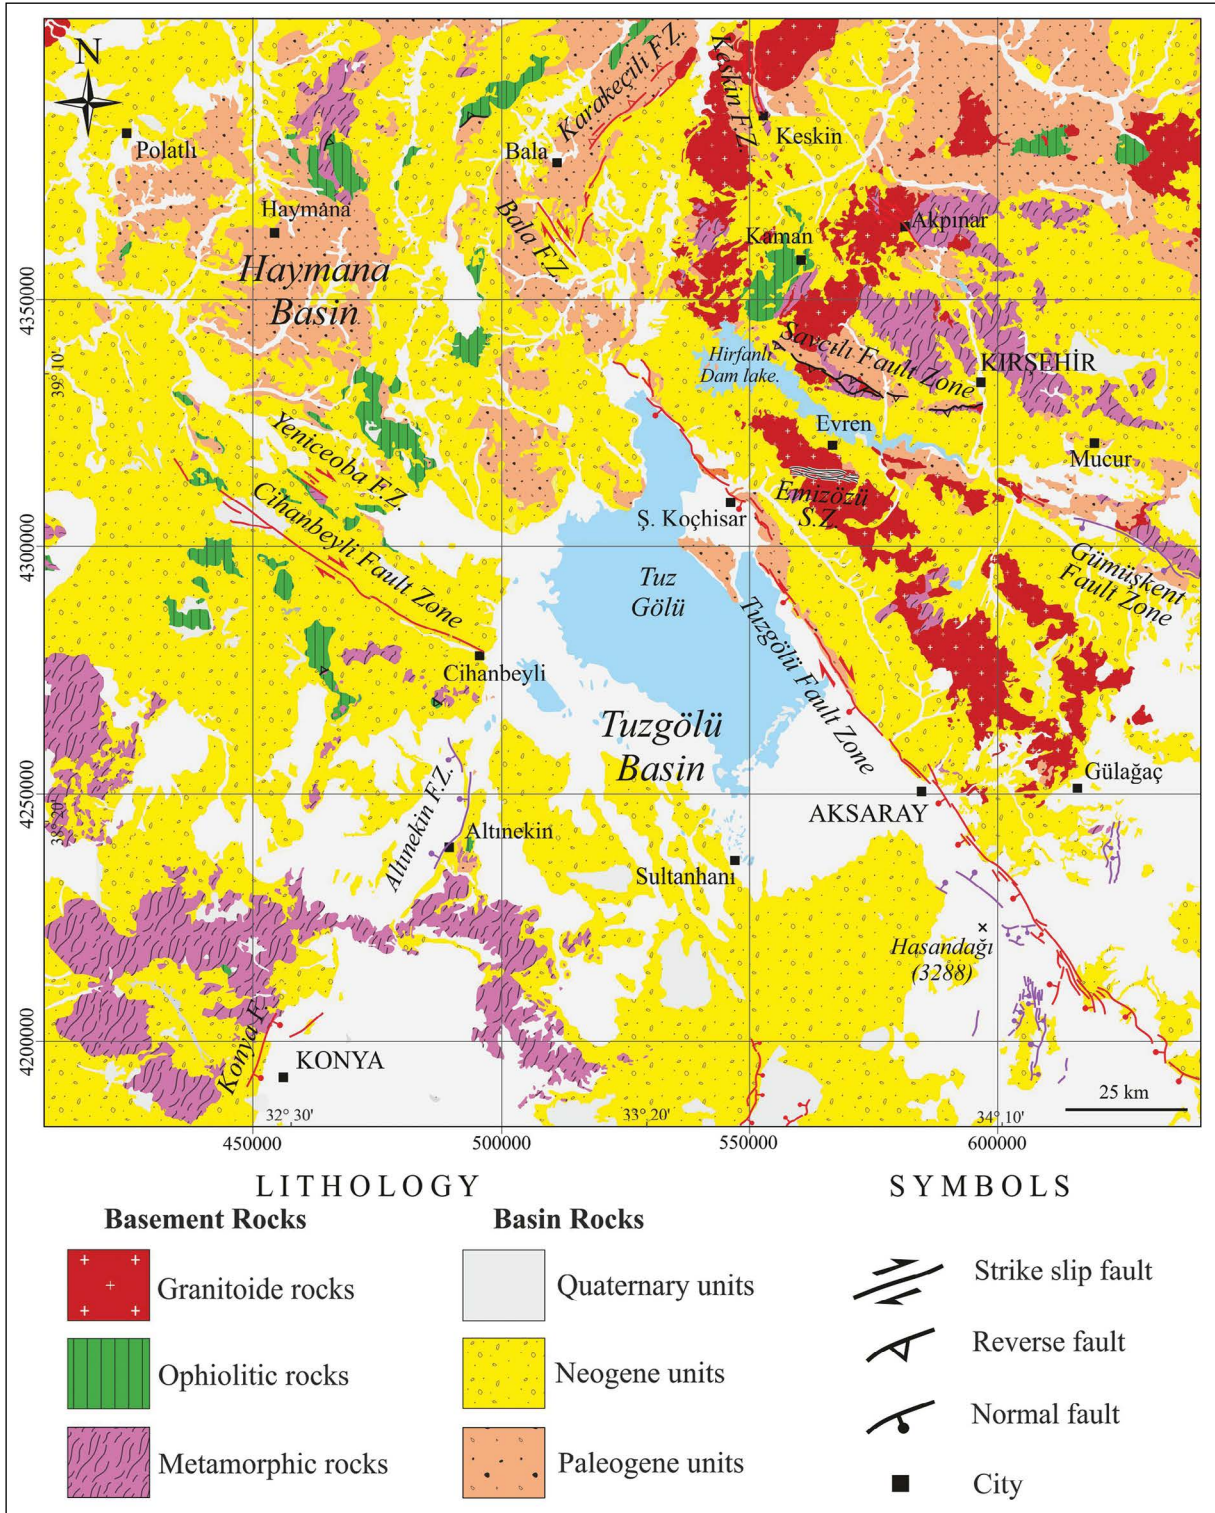 N
Polatlı
Haymana
Haymana
Basin
Bala
Karakeçili F.Z.
Keskin F.Z.
Keskin
Bala F.Z.
Kaman
Akpınar
Hirfanlı
Dam lake.
Savcılı Fault Zone
KIRŞEHİR
Evren
Mucur
Emizözü
S.Z.
Yeniceoba F.Z.
Cihanbeyli Fault Zone
Ş. Koçhisar
Tuz
Gölü
Tuzgölü Fault Zone
Gümüşkent
Fault Zone
Cihanbeyli
Tuzgölü
Basin
Gülağaç
AKSARAY
Altınekin F.Z.
Altınekin
Sultanhanı
Hasandağı
(3288)
Konya F.
KONYA
4350000
4300000
4250000
4200000
39° 10'
38° 20'
32° 30'
33° 20'
34° 10'
25 km
450000
500000
550000
600000
LITHOLOGY
Basement Rocks
Granitoide rocks
Ophiolitic rocks
Metamorphic rocks
Basin Rocks
Quaternary units
Neogene units
Paleogene units
SYMBOLS
Strike slip fault
Reverse fault
Normal fault
City